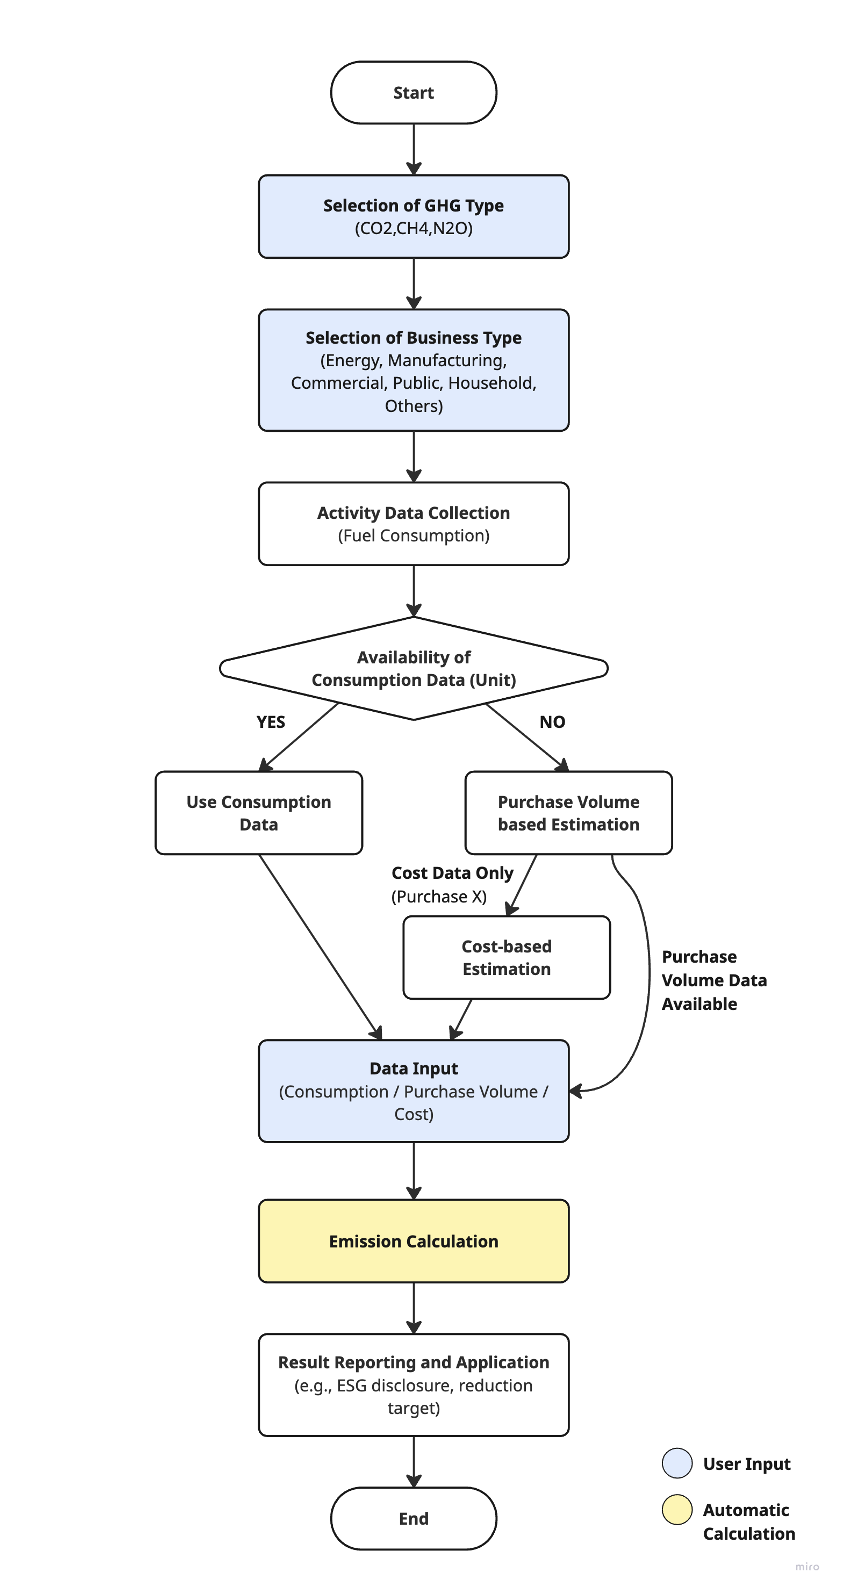 Start
Selection of GHG Type
(CO2,CH4,N2O)
Selection of Business Type
(Energy, Manufacturing,
Commercial, Public, Household,
Others)
Activity Data Collection
(Fuel Consumption)
Availability of
Consumption Data (Unit)
YES
NO
Use Consumption
Data
Purchase Volume
based Estimation
Cost Data Only
(Purchase X)
Cost-based
Estimation
Purchase
Volume Data
Available
Data Input
(Consumption / Purchase Volume /
Cost)
Emission Calculation
Result Reporting and Application
(e.g., ESG disclosure, reduction
target)
End
User Input
Automatic
Calculation
miro